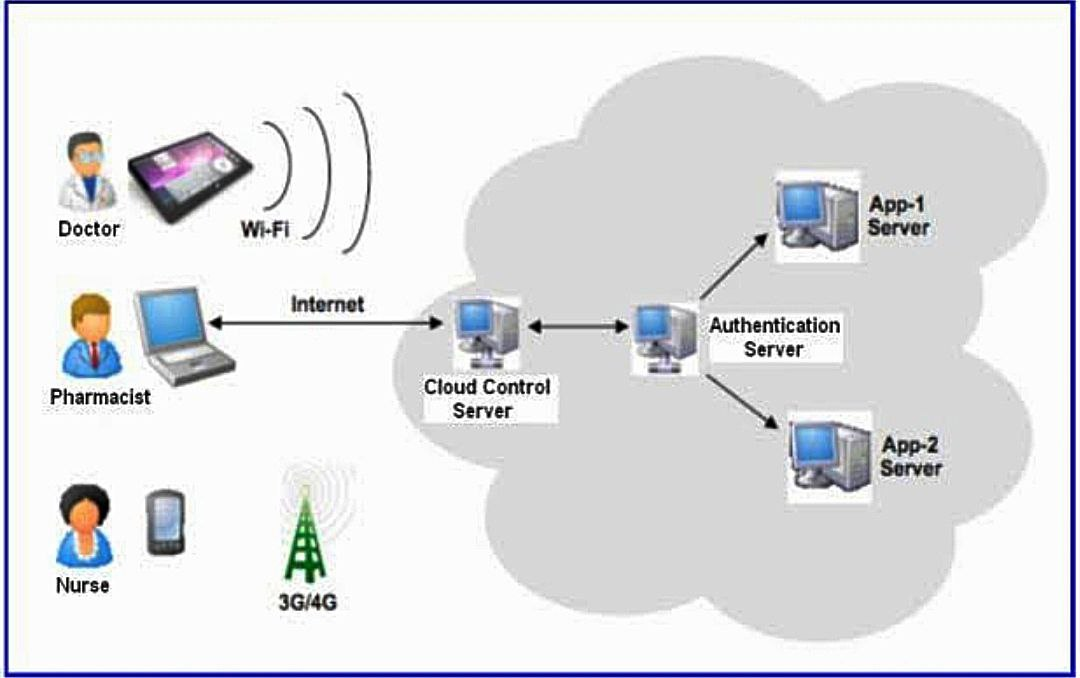 Doctor
Wi-Fi
Internet
Pharmacist
Nurse
3G/4G
Cloud Control
Server
Authentication
Server
App-1
Server
App-2
Server